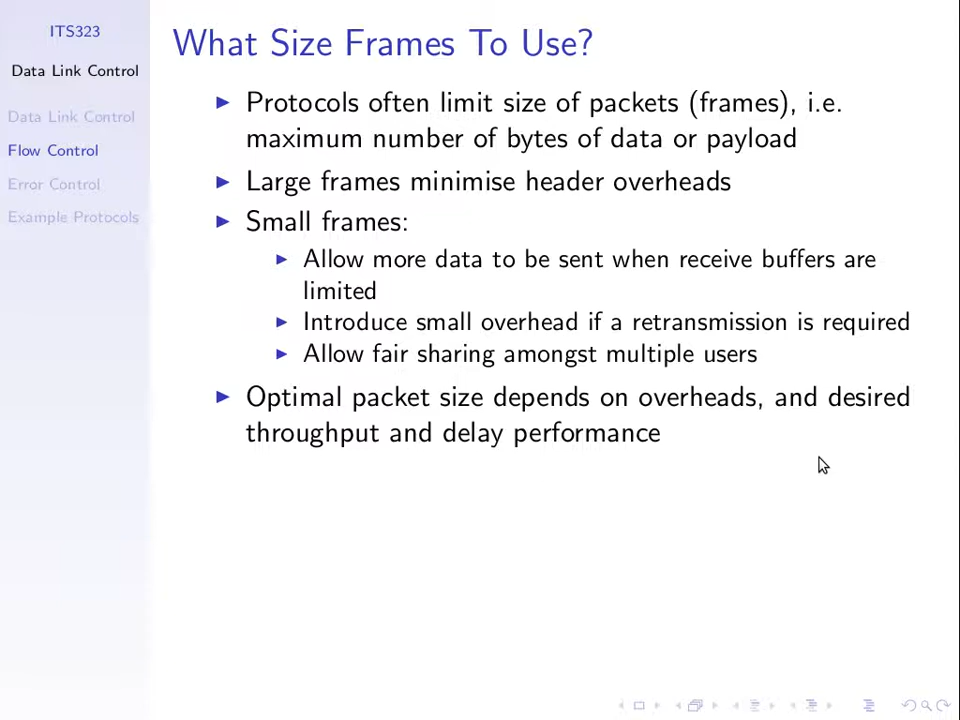 ITS323
Data Link Control
Data Link Control
Flow Control
Error Control
Example Protocols
What Size Frames To Use?
Protocols often limit size of packets (frames), i.e.
maximum number of bytes of data or payload
Large frames minimise header overheads
Small frames:
Allow more data to be sent when receive buffers are
limited
Introduce small overhead if a retransmission is required
Allow fair sharing amongst multiple users
Optimal packet size depends on overheads, and desired
throughput and delay performance